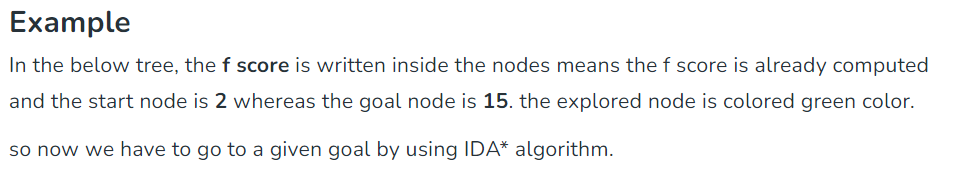 Example
In the below tree, the f score is written inside the nodes means the f score is already computed
and the start node is 2 whereas the goal node is 15. the explored node is colored green color.
so now we have to go to a given goal by using IDA* algorithm.